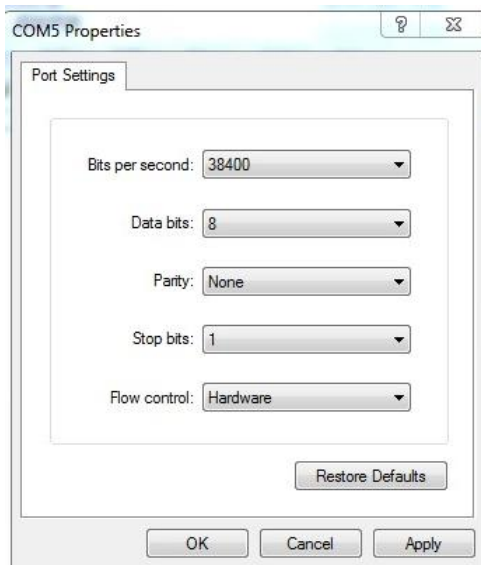 COM5 Properties
Port Settings
Bits per second: 38400
Data bits: 8
Parity: None
Stop bits: 1
Flow control: Hardware
Restore Defaults
OK Cancel Apply